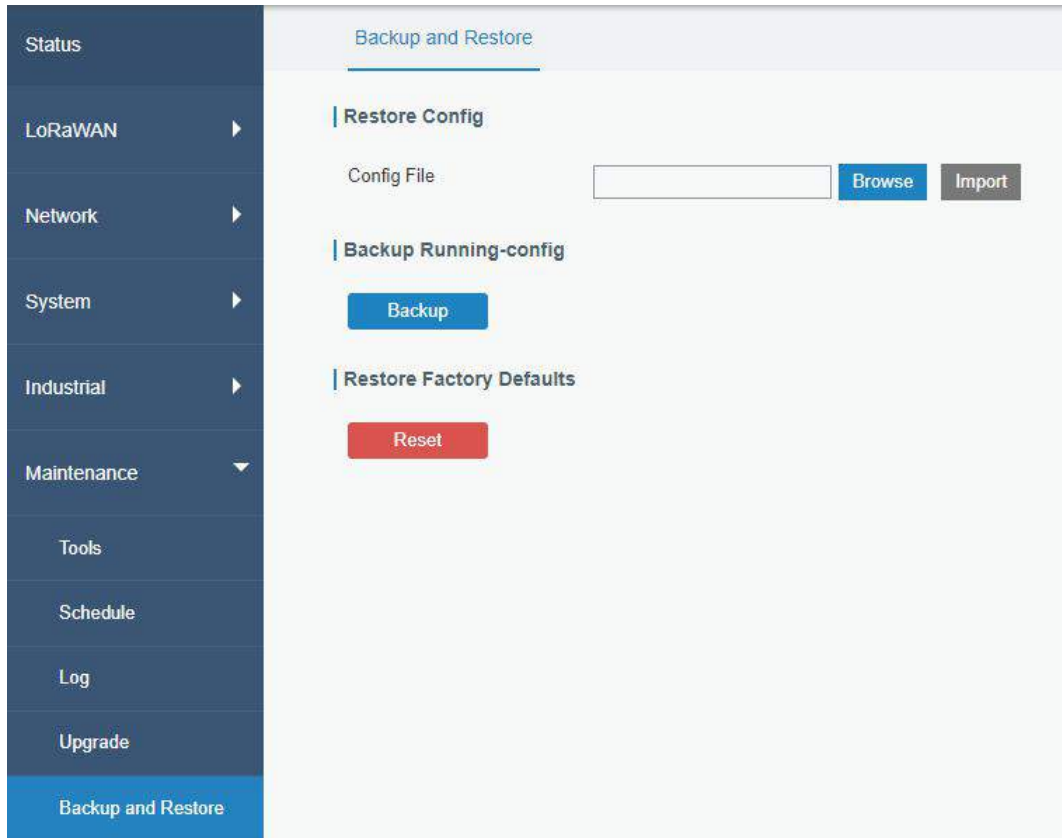 Status
LoRaWAN
Network
System
Industrial
Maintenance
Tools
Schedule
Log
Upgrade
Backup and Restore
Backup and Restore
Restore Config
Config File
Browse
Import
Backup Running-config
Backup
Restore Factory Defaults
Reset